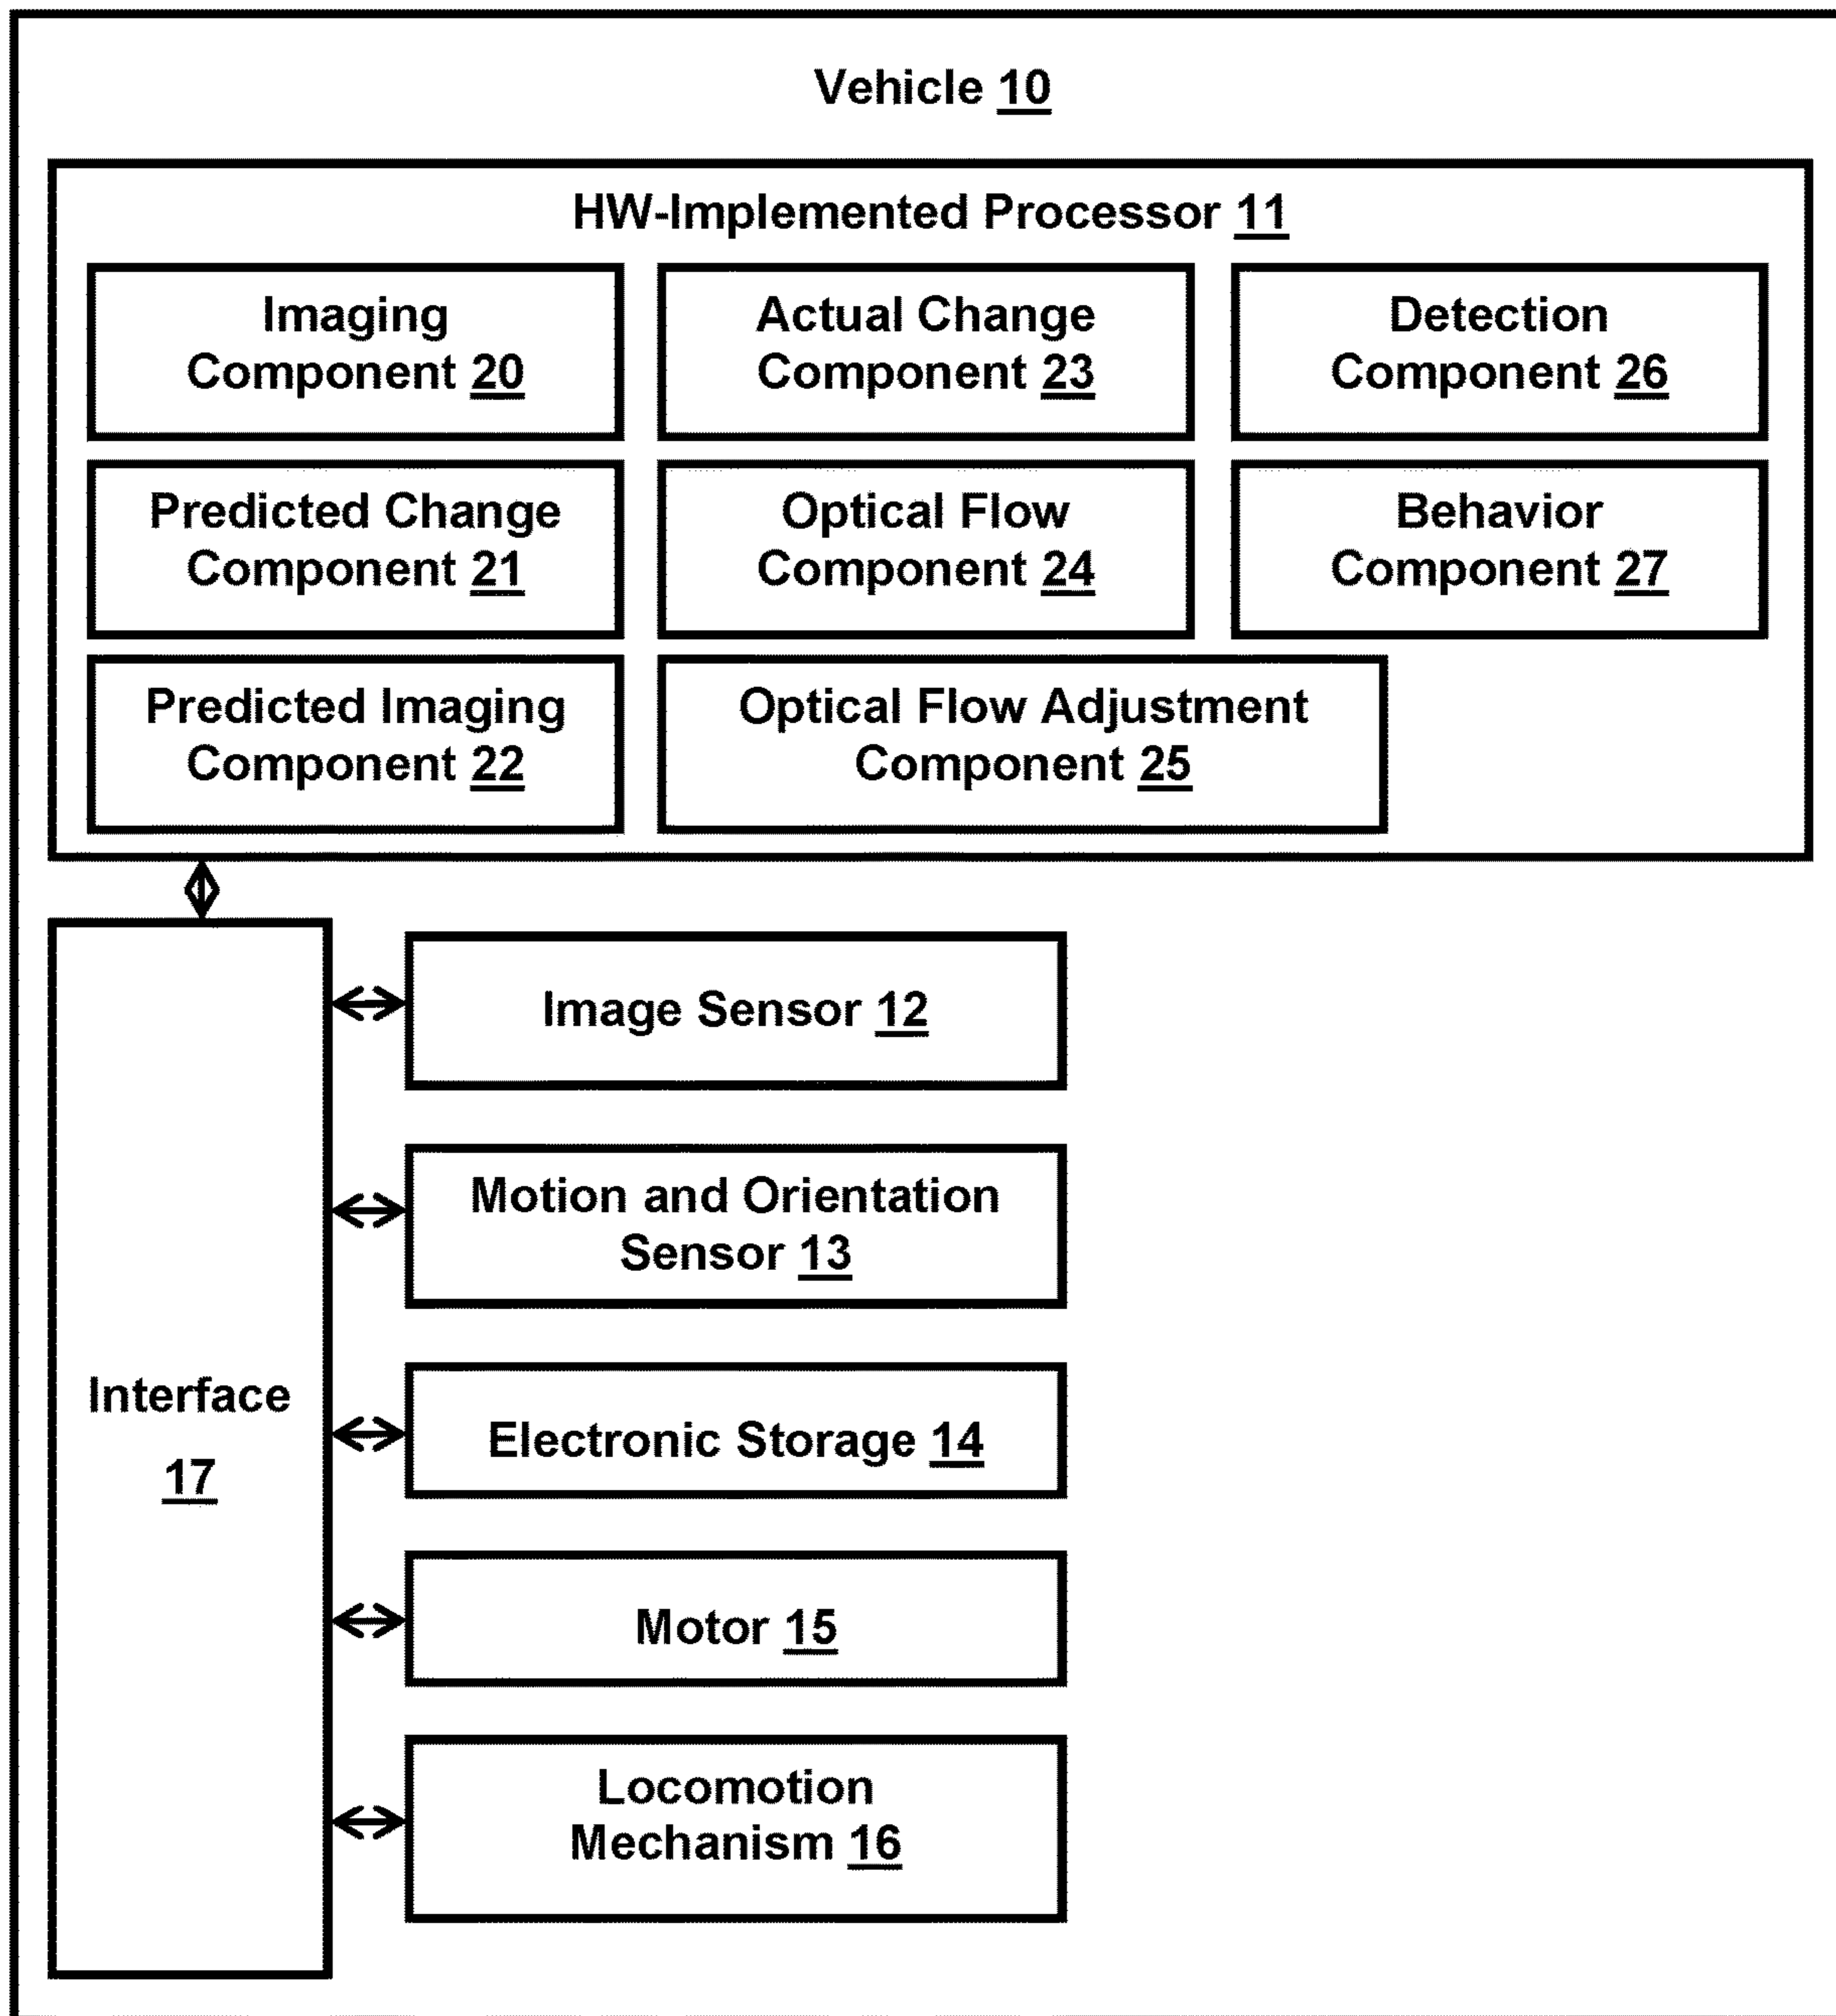 Vehicle 10
HW-Implemented Processor 11
Imaging
Component 20
Actual Change
Component 23
Detection
Component 26
Predicted Change
Component 21
Optical Flow
Component 24
Behavior
Component 27
Predicted Imaging
Component 22
Optical Flow Adjustment
Component 25
Interface
17
Image Sensor 12
Motion and Orientation
Sensor 13
Electronic Storage 14
Motor 15
Locomotion
Mechanism 16